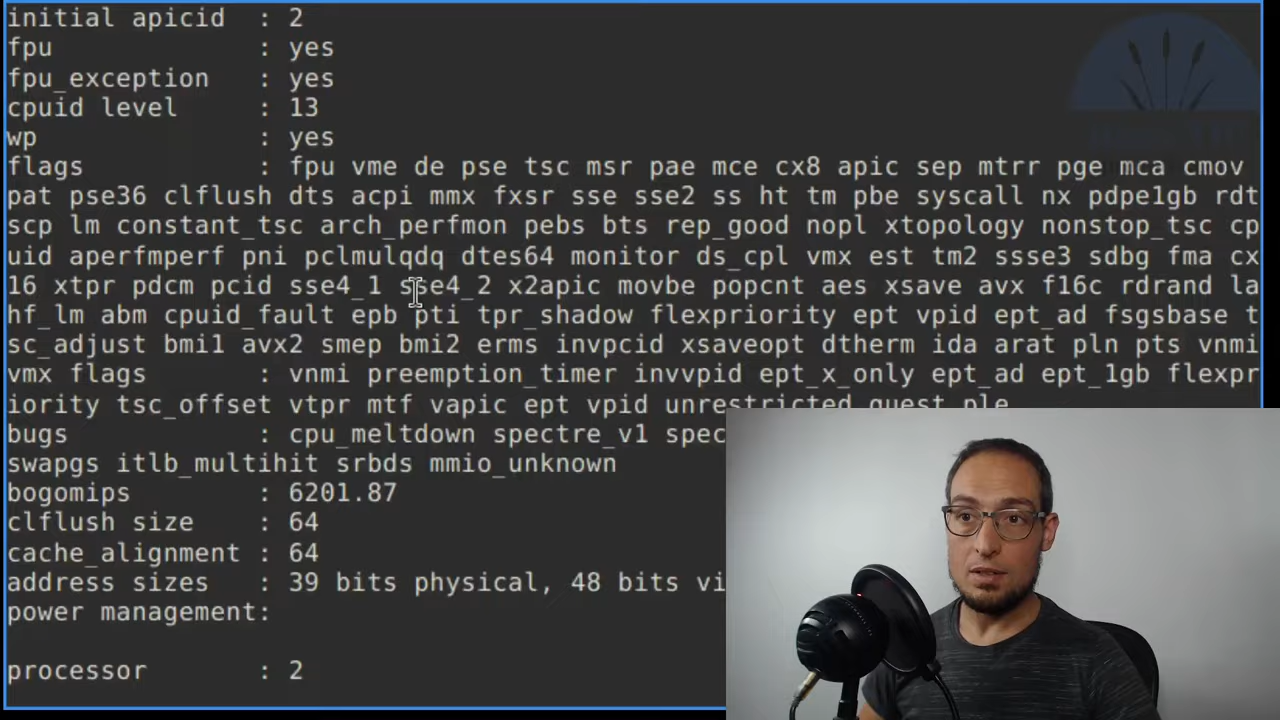 initial apicid  : 2
fpu             : yes
fpu_exception   : yes
cpuid level     : 13
wp              : yes
flags           : fpu vme de pse tsc msr pae mce cx8 apic sep mtrr pge mca cmov
pat pse36 clflush dts acpi mmx fxsr sse sse2 ss ht tm pbe syscall nx pdpe1gb rdt
scp lm constant_tsc arch_perfmon pebs bts rep_good nopl xtopology nonstop_tsc cp
uid aperfmperf pni pclmulqdq dtes64 monitor ds_cpl vmx est tm2 ssse3 sdbg fma cx
16 xtpr pdcm pcid sse4_1 sse4_2 x2apic movbe popcnt aes xsave avx f16c rdrand la
hf_lm abm cpuid_fault epb pti tpr_shadow flexpriority ept vpid ept_ad fsgsbase t
sc_adjust bmi1 avx2 smep bmi2 erms invpcid xsaveopt dtherm ida arat pln pts vnmi
vmx flags       : vnmi preemption_timer invvpid ept_x_only ept_ad ept_1gb flexpr
iority tsc_offset vtpr mtf vapic ept vpid unrestricted_guest ple
bugs            : cpu_meltdown spectre_v1 spec
swapgs itlb_multihit srbds mmio_unknown
bogomips        : 6201.87
clflush size    : 64
cache_alignment : 64
address sizes   : 39 bits physical, 48 bits vi
power management:
processor       : 2